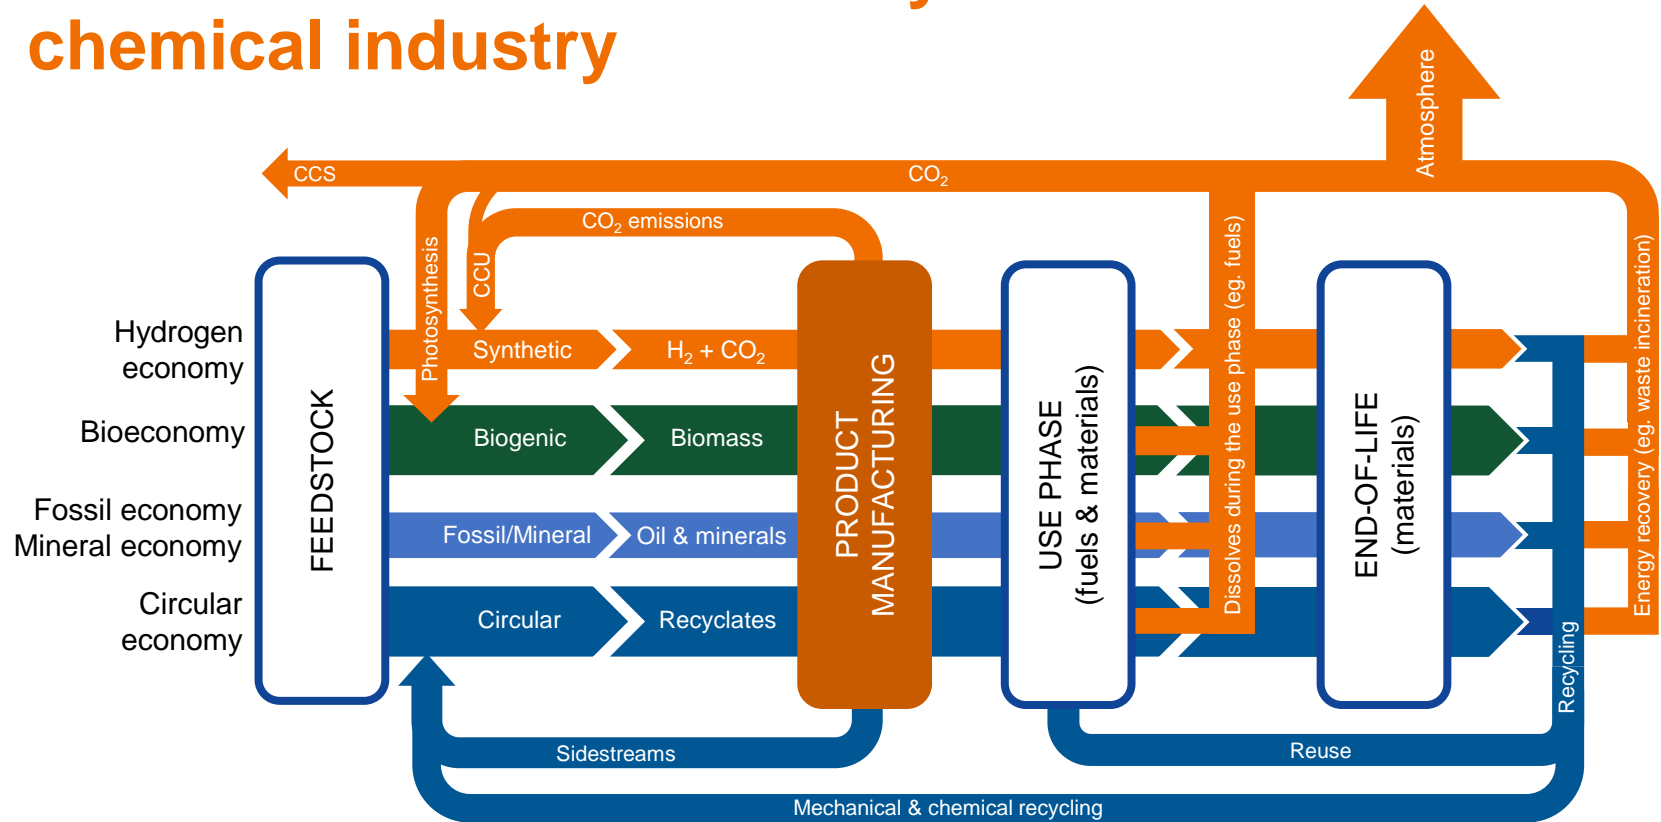 chemical industry
Atmosphere
CCS
CO₂
CO₂ emissions
Photosynthesis
CCU
Dissolves during the use phase (eg. fuels)
Energy recovery (eg. waste incineration)
Hydrogen
economy
Synthetic
H₂ + CO₂
Bioeconomy
Biogenic
Biomass
Fossil economy
Mineral economy
Fossil/Mineral
Oil & minerals
Circular
economy
Circular
Recyclates
FEEDSTOCK
PRODUCT
MANUFACTURING
USE PHASE
(fuels & materials)
END-OF-LIFE
(materials)
Recycling
Sidestreams
Reuse
Mechanical & chemical recycling